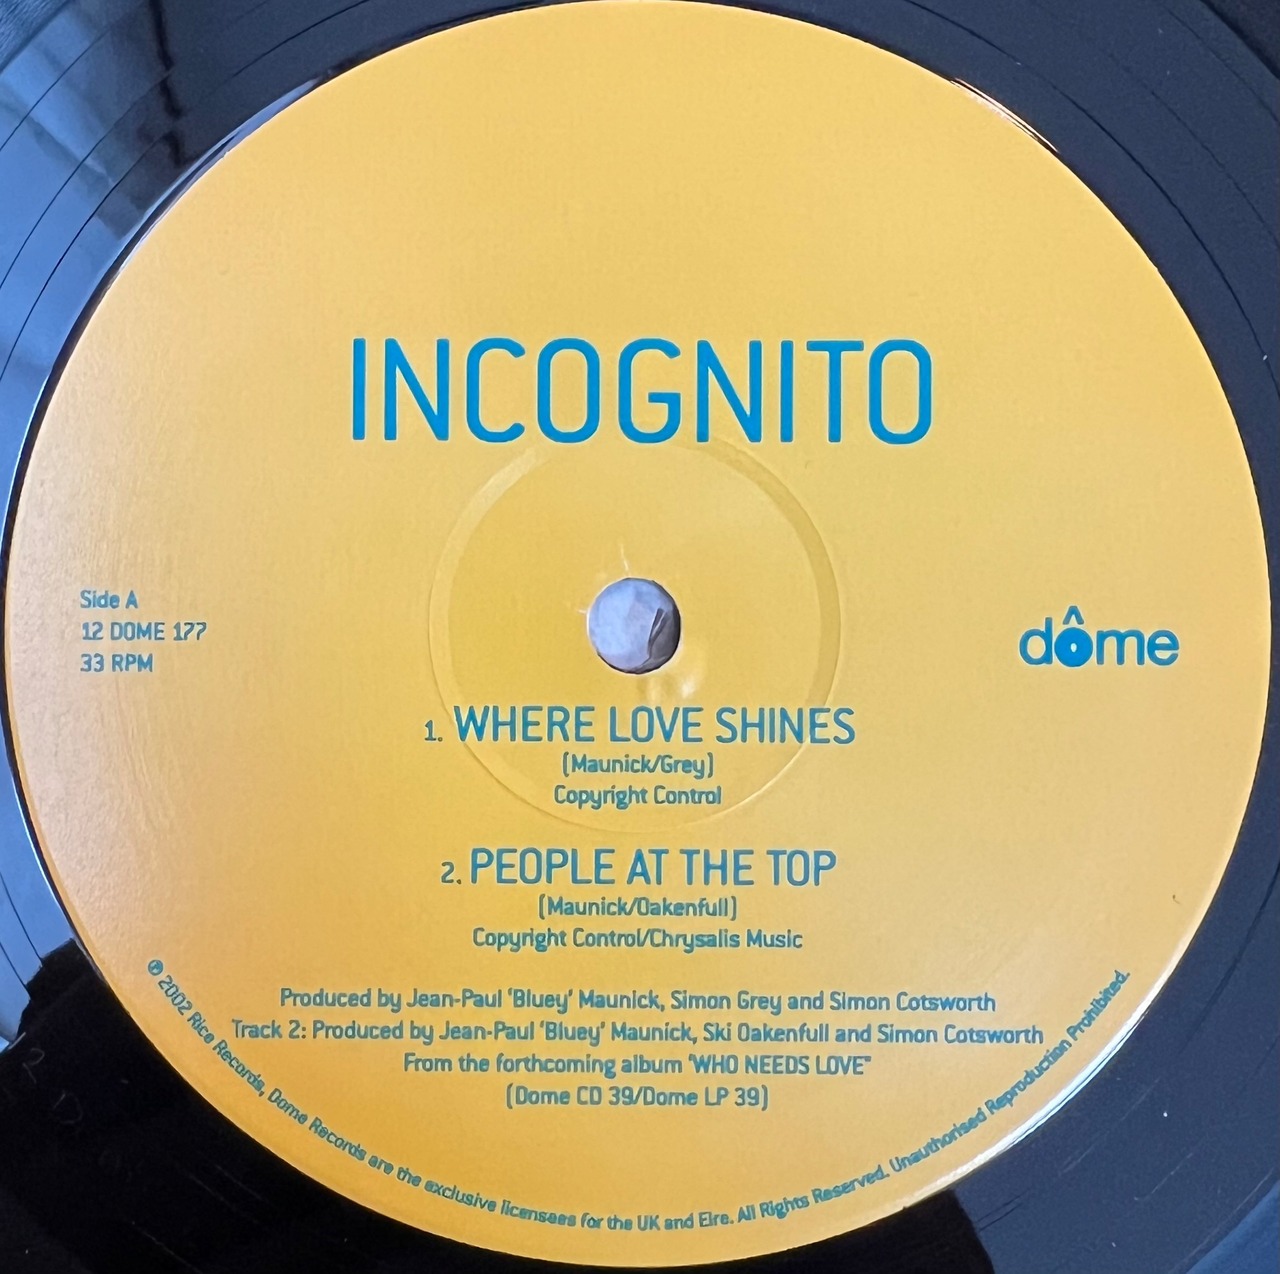 INCOGNITO
Side A
12 DOME 177
33 RPM
dôme
1. WHERE LOVE SHINES
(Maunick/Grey)
Copyright Control
2. PEOPLE AT THE TOP
(Maunick/Oakenfull)
Copyright Control/Chrysalis Music
Produced by Jean-Paul 'Bluey' Maunick, Simon Grey and Simon Cotsworth
Track 2: Produced by Jean-Paul 'Bluey' Maunick, Ski Oakenfull and Simon Cotsworth
From the forthcoming album 'WHO NEEDS LOVE"
(Dome CD 39/Dome LP 39)
℗ 2002 Rice Records, Dome Records are the exclusive licensees for the UK and Eire. All Rights Reserved. Unauthorised Reproduction Prohibited.